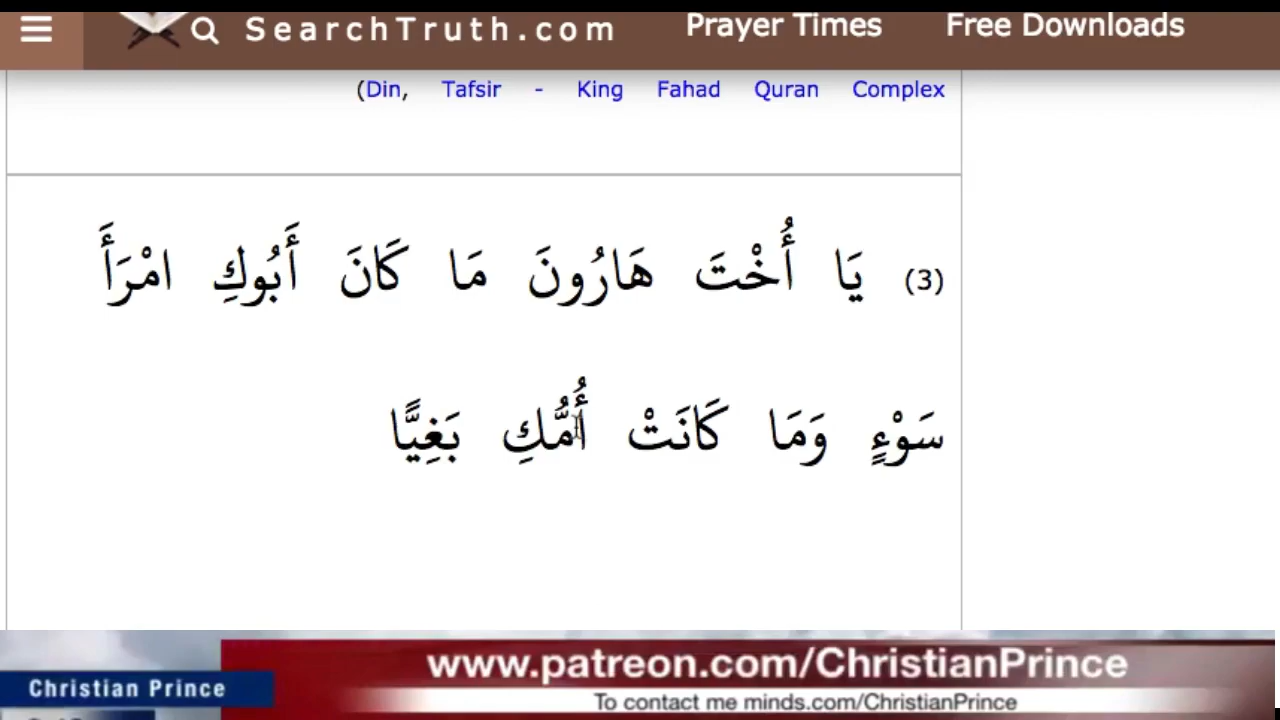 SearchTruth.com Prayer Times Free Downloads
(Din, Tafsir - King Fahad Quran Complex
(3) يَا أُخْتَ هَارُونَ مَا كَانَ أَبُوكِ امْرَأَ
سَوْءٍ وَمَا كَانَتْ أُمُّكِ بَغِيًّا
www.patreon.com/ChristianPrince
Christian Prince
To contact me minds.com/ChristianPrince